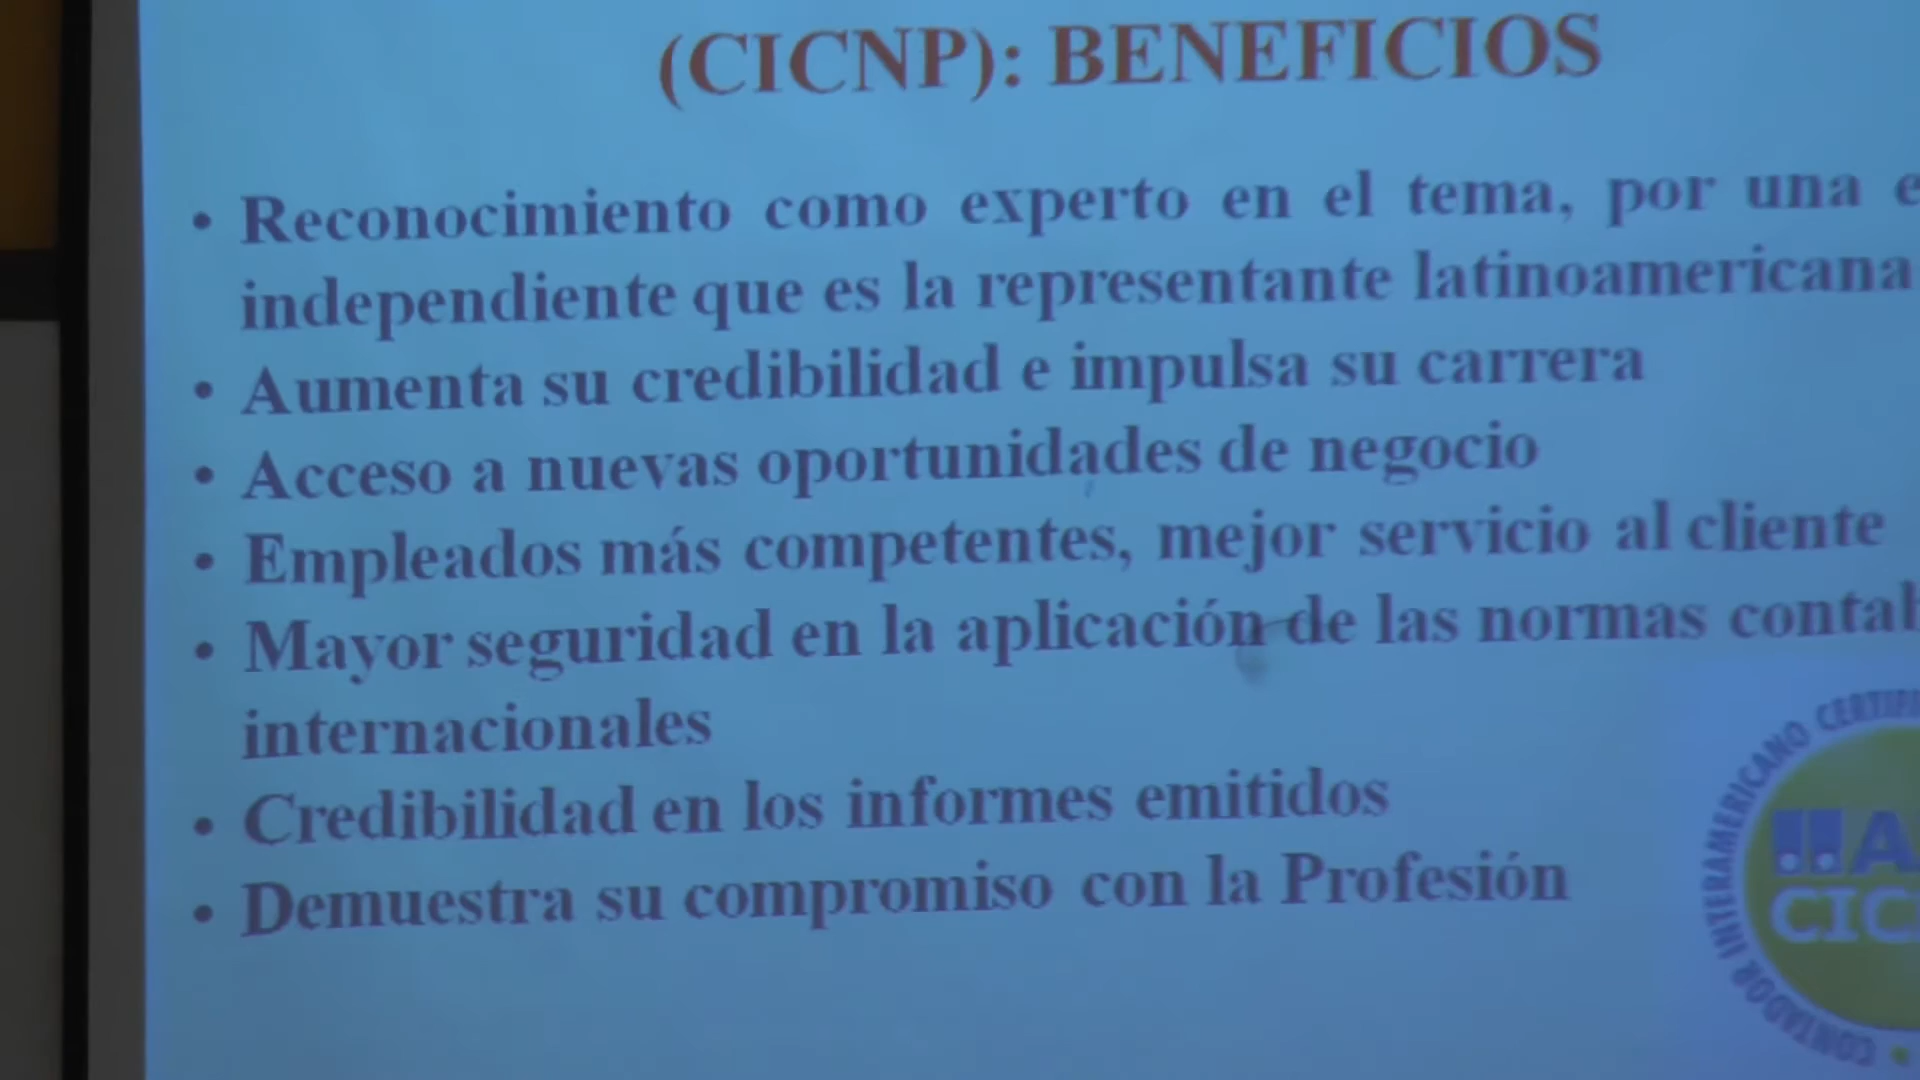 (CICNP): BENEFICIOS
• Reconocimiento como experto en el tema, por una
independiente que es la representante latinoamericana
• Aumenta su credibilidad e impulsa su carrera
• Acceso a nuevas oportunidades de negocio
• Empleados más competentes, mejor servicio al cliente
• Mayor seguridad en la aplicación de las normas
internacionales
• Credibilidad en los informes emitidos
• Demuestra su compromiso con la Profesión
CONTADOR INTERAMERICANO